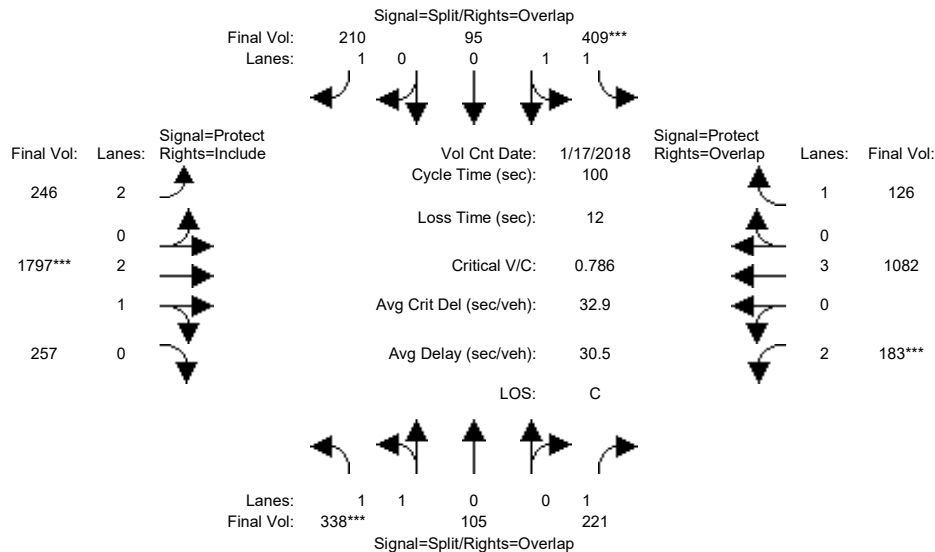 Signal=Split/Rights=Overlap
Final Vol: 210 95 409***
Lanes: 1 0 0 1 1
Signal=Protect Signal=Protect
Final Vol: Lanes: Rights=Include Vol Cnt Date: 1/17/2018 Rights=Overlap Lanes: Final Vol:
Cycle Time (sec): 100
246 2 1 126
Loss Time (sec): 12
0 0
1797*** 2 Critical V/C: 0.786 3 1082
1 Avg Crit Del (sec/veh): 32.9 0
257 0 Avg Delay (sec/veh): 30.5 2 183***
LOS: C
Lanes: 1 1 0 0 1
Final Vol: 338*** 105 221
Signal=Split/Rights=Overlap